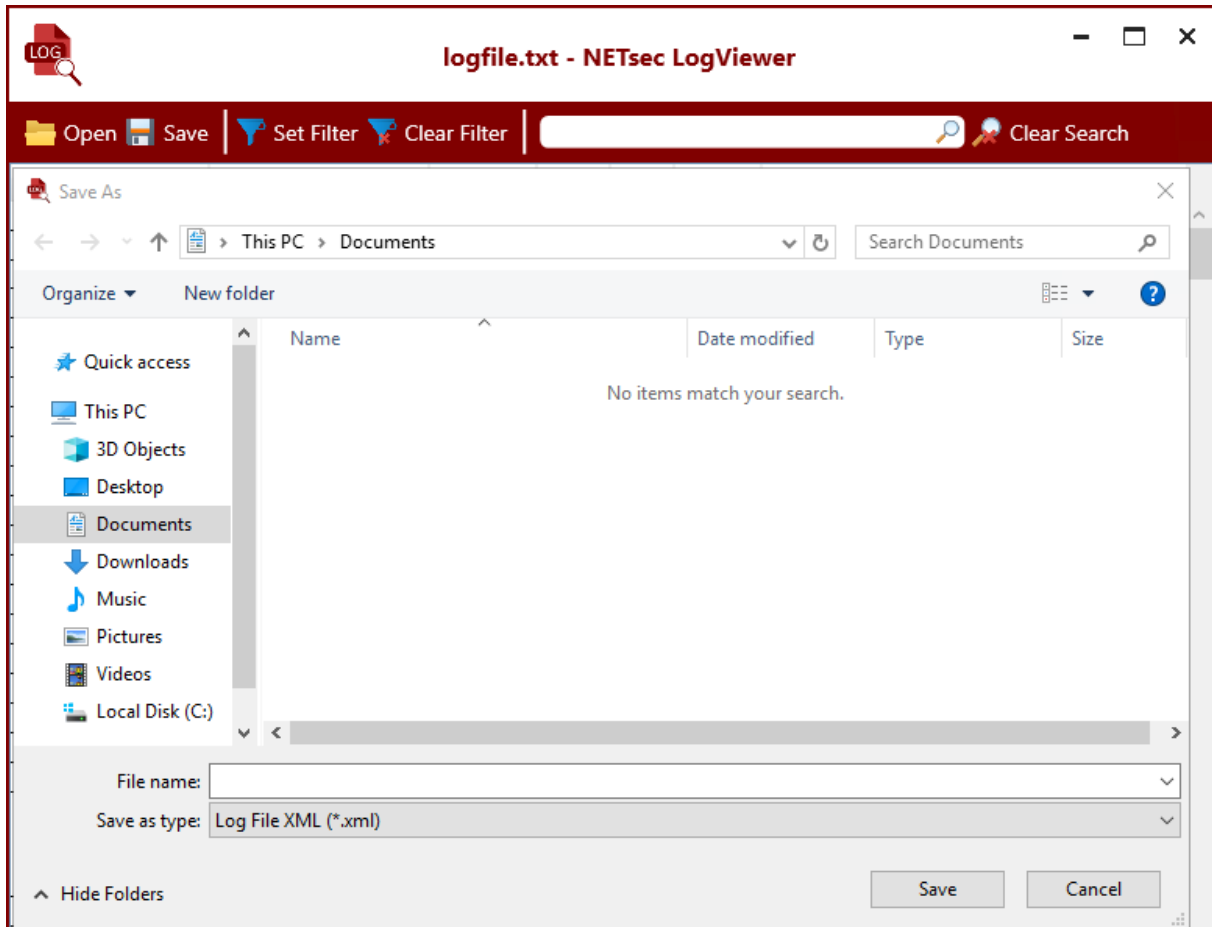 LOG
logfile.txt - NETsec LogViewer
Open Save Set Filter Clear Filter Clear Search
LOG Save As
This PC > Documents Search Documents
Organize New folder ?
Name Date modified Type Size
No items match your search.
Quick access
This PC
3D Objects
Desktop
Documents
Downloads
Music
Pictures
Videos
Local Disk (C:)
File name:
Save as type: Log File XML (*.xml)
Hide Folders Save Cancel